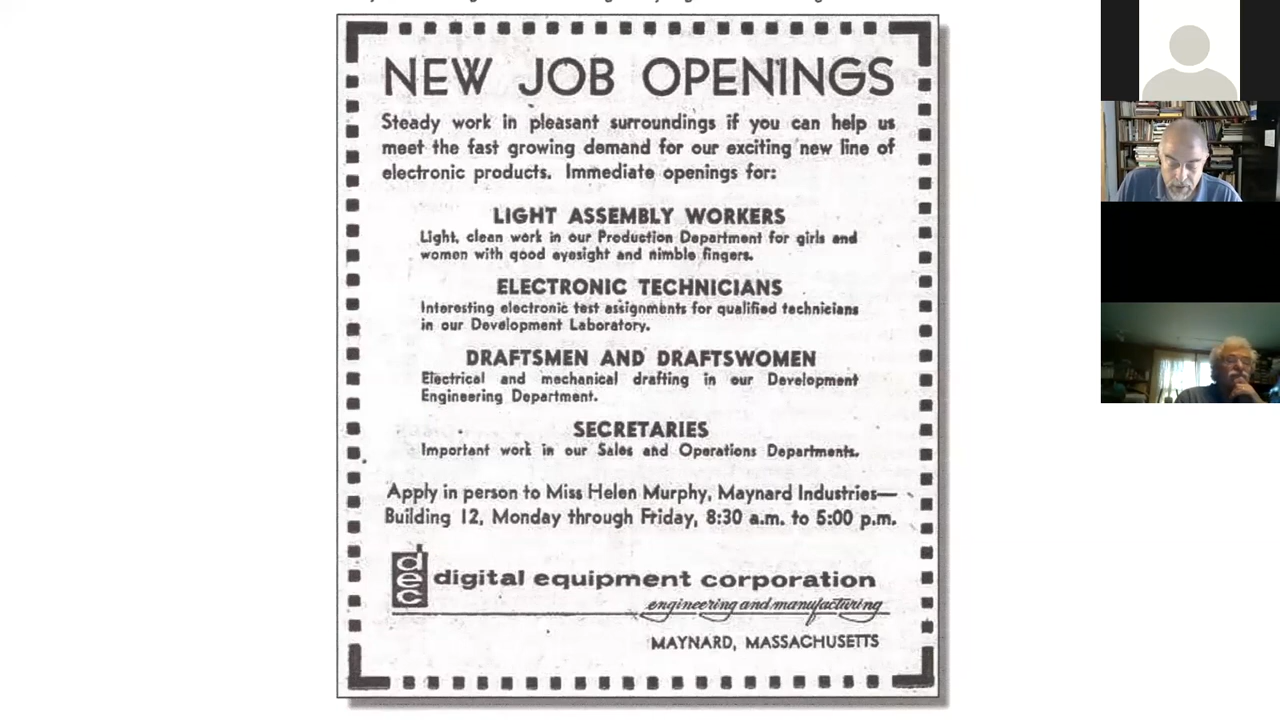 NEW JOB OPENINGS
Steady work in pleasant surroundings if you can help us
meet the fast growing demand for our exciting new line of
electronic products. Immediate openings for:
LIGHT ASSEMBLY WORKERS
Light, clean work in our Production Department for girls and
women with good eyesight and nimble fingers.
ELECTRONIC TECHNICIANS
Interesting electronic test assignments for qualified technicians
in our Development Laboratory.
DRAFTSMEN AND DRAFTSWOMEN
Electrical and mechanical drafting in our Development
Engineering Department.
SECRETARIES
Important work in our Sales and Operations Departments.
Apply in person to Miss Helen Murphy, Maynard Industries—
Building 12, Monday through Friday, 8:30 a.m. to 5:00 p.m.
dec
digital equipment corporation
engineering and manufacturing
MAYNARD, MASSACHUSETTS